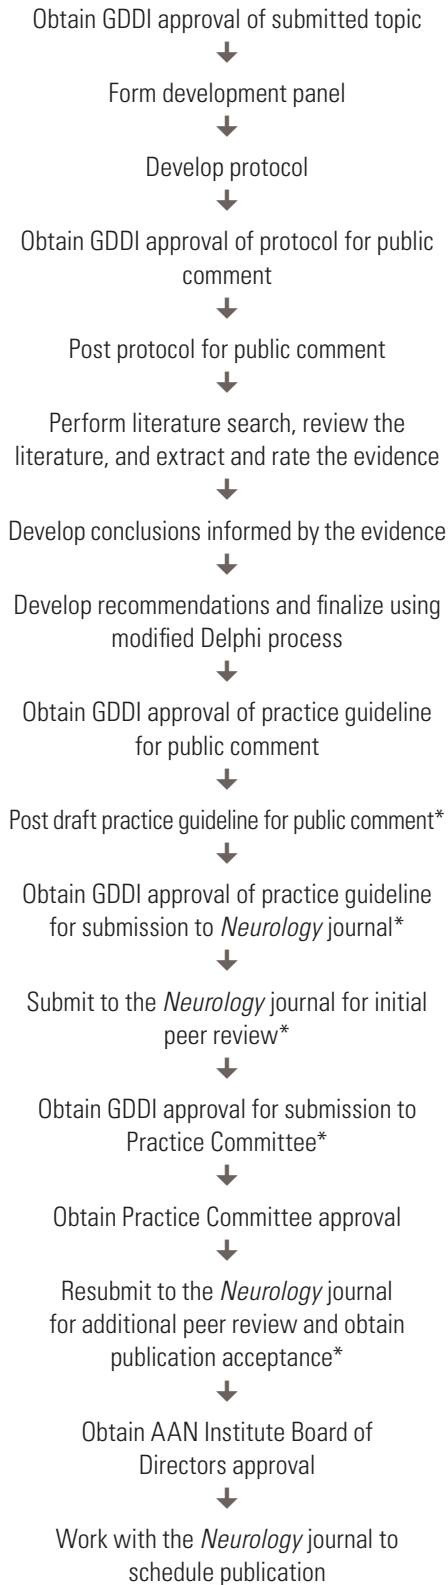 Obtain GDDI approval of submitted topic
Form development panel
Develop protocol
Obtain GDDI approval of protocol for public
comment
Post protocol for public comment
Perform literature search, review the
literature, and extract and rate the evidence
Develop conclusions informed by the evidence
Develop recommendations and finalize using
modified Delphi process
Obtain GDDI approval of practice guideline
for public comment
Post draft practice guideline for public comment*
Obtain GDDI approval of practice guideline
for submission to Neurology journal*
Submit to the Neurology journal for initial
peer review*
Obtain GDDI approval for submission to
Practice Committee*
Obtain Practice Committee approval
Resubmit to the Neurology journal
for additional peer review and obtain
publication acceptance*
Obtain AAN Institute Board of
Directors approval
Work with the Neurology journal to
schedule publication